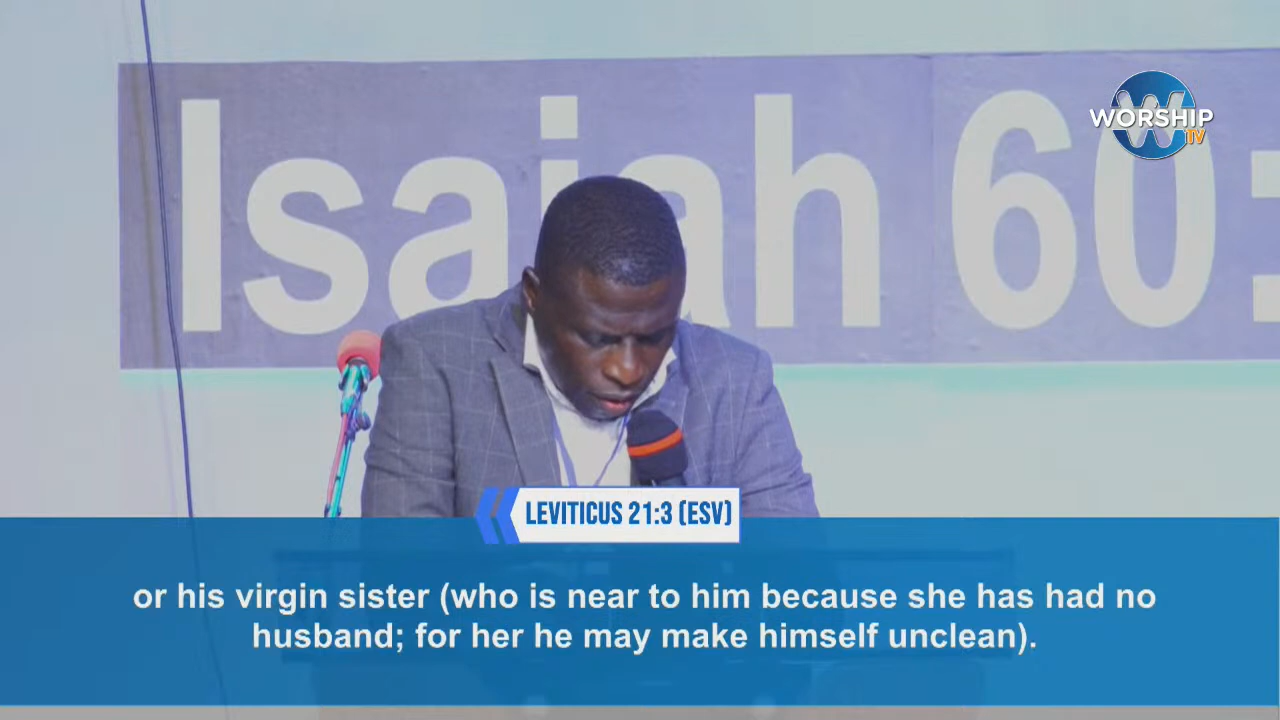 Isaiah 60:
WORSHIP
TV
LEVITICUS 21:3 (ESV)
or his virgin sister (who is near to him because she has had no
husband; for her he may make himself unclean).